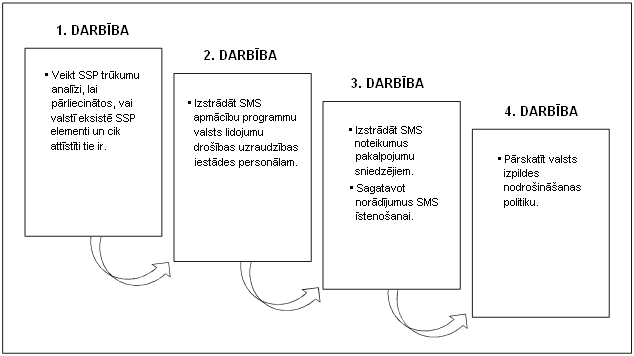 1. DARBĪBA
▪ Veikt SSP trūkumu
analīzi, lai
pārliecinātos, vai
valstī eksistē SSP
elementi un cik
attīstīti tie ir.
2. DARBĪBA
▪ Izstrādāt SMS
apmācību programmu
valsts lidojumu
drošības uzraudzības
iestādes personālam.
3. DARBĪBA
▪ Izstrādāt SMS
noteikumus
pakalpojumu
sniedzējiem.
▪ Sagatavot
norādījumus SMS
īstenošanai.
4. DARBĪBA
▪ Pārskatīt valsts
izpildes
nodrošināšanas
politiku.